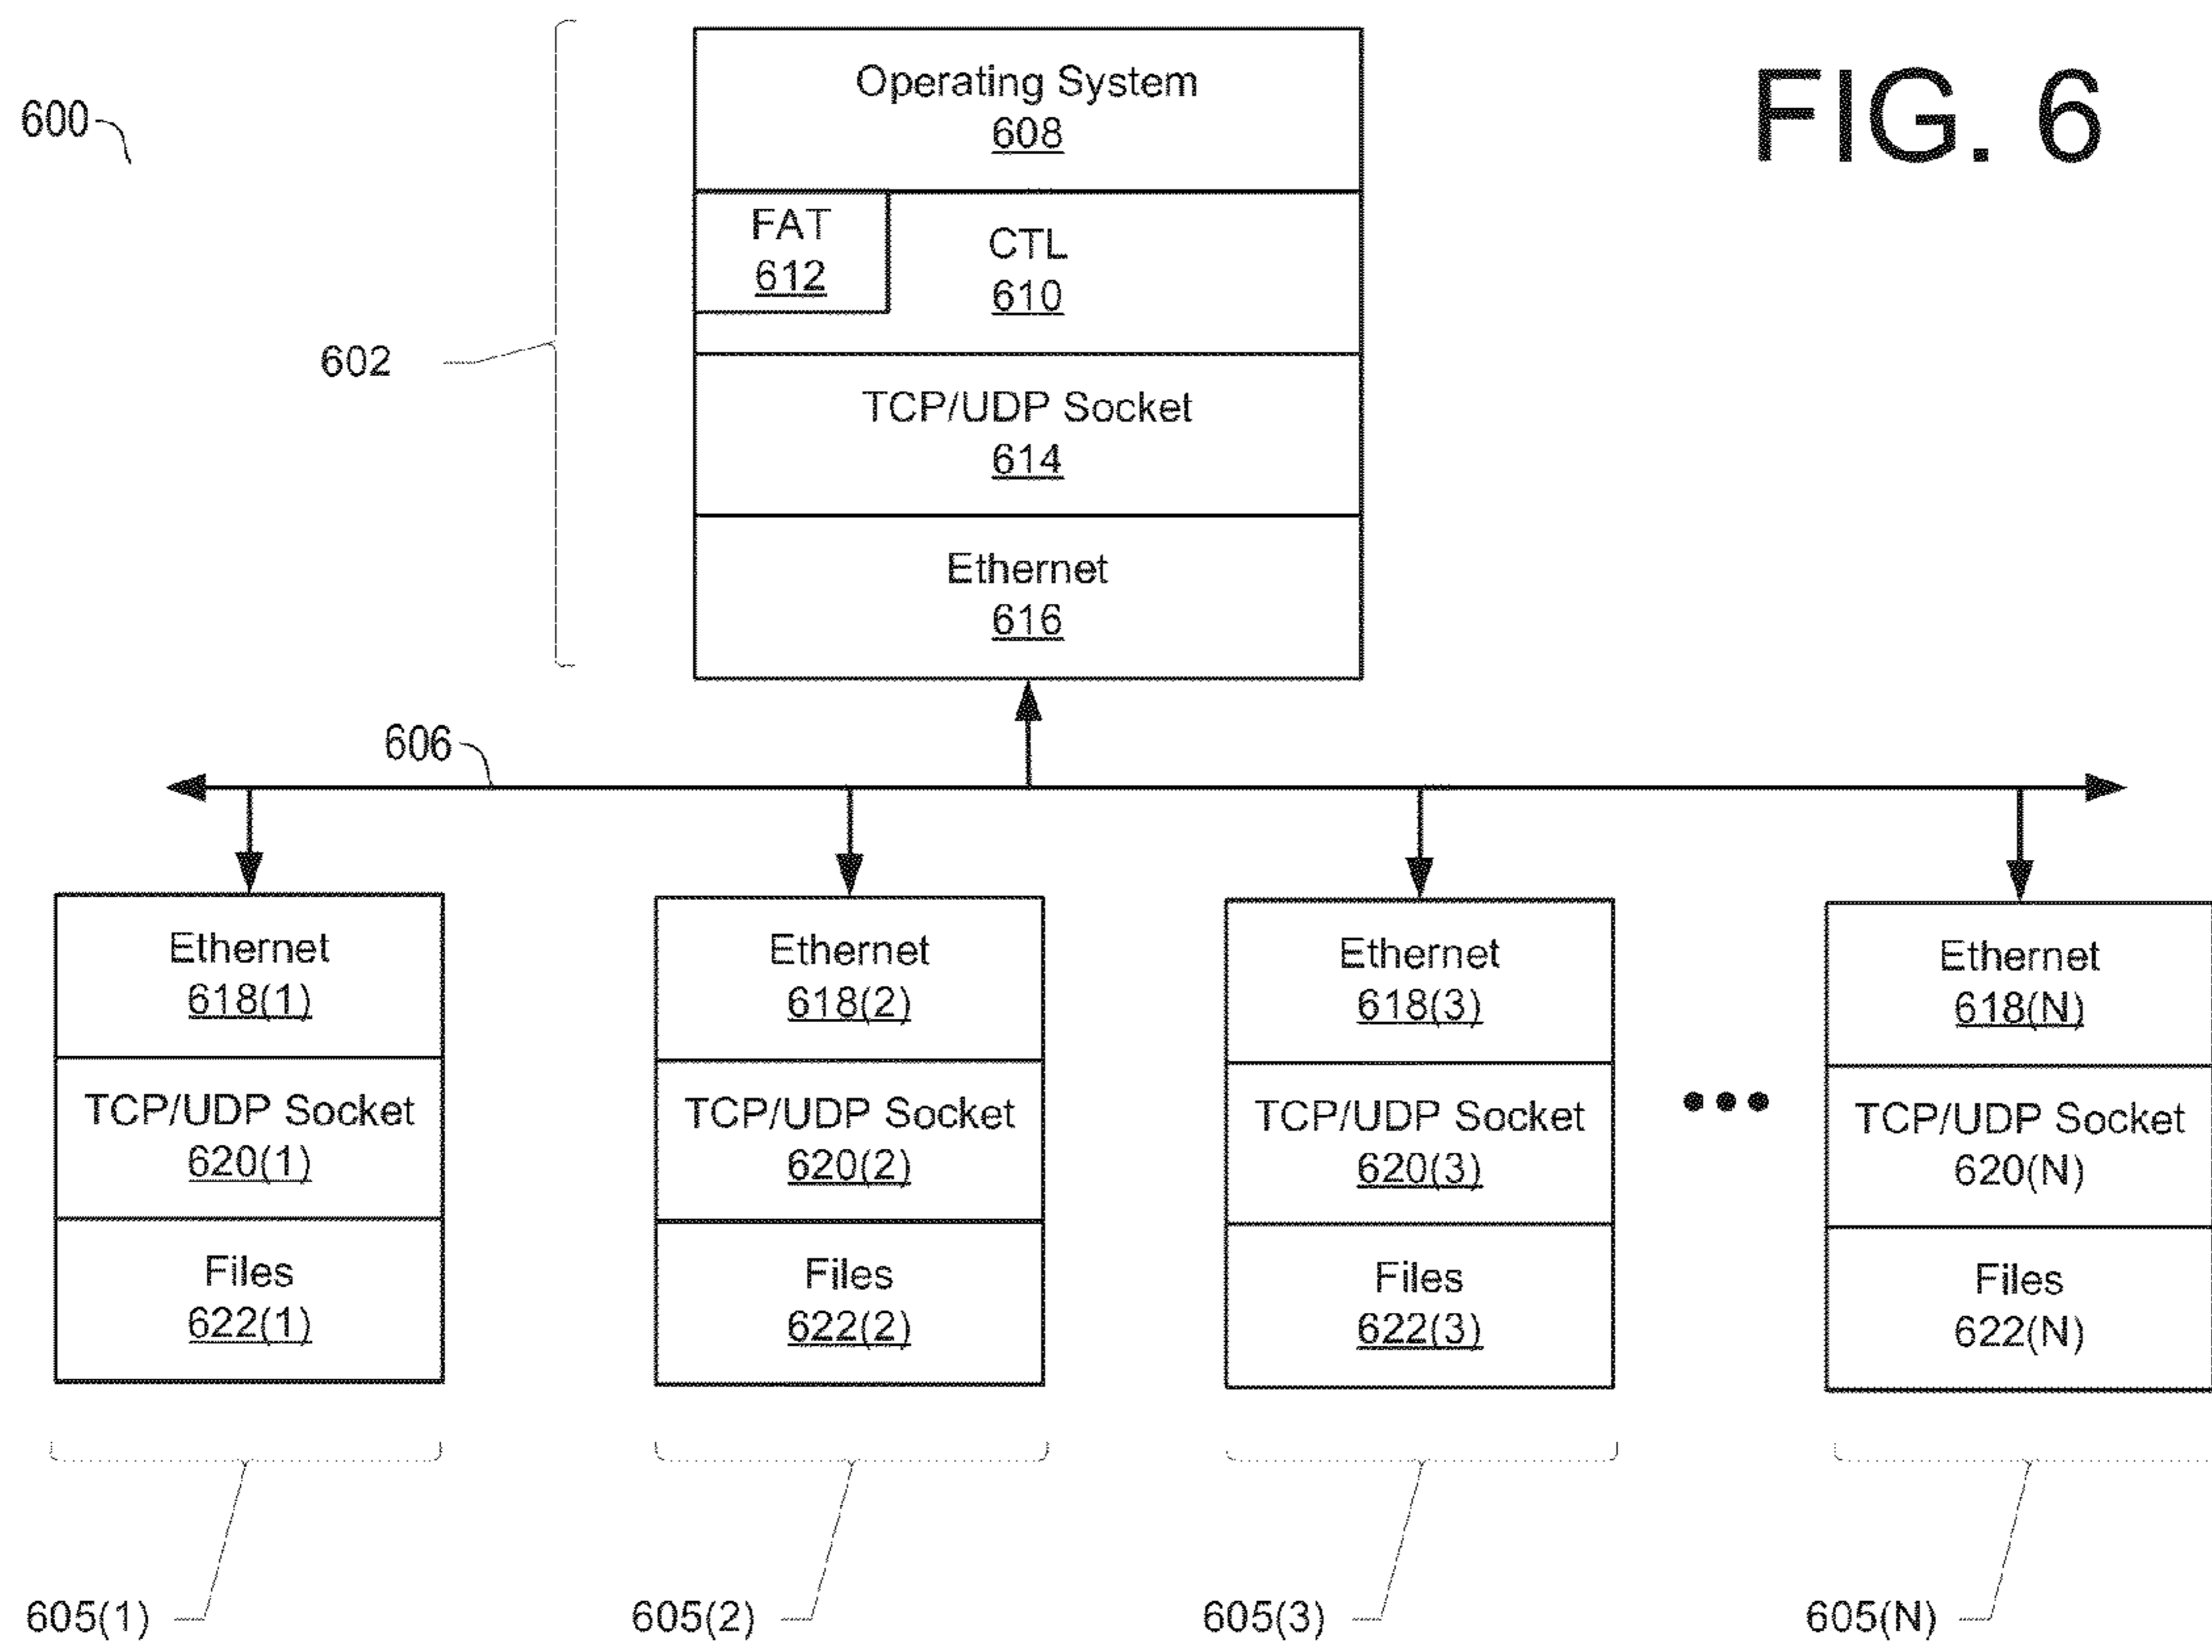 FIG. 6
600
602
Operating System
608
FAT
612
CTL
610
TCP/UDP Socket
614
Ethernet
616
606
Ethernet
618(1)
TCP/UDP Socket
620(1)
Files
622(1)
Ethernet
618(2)
TCP/UDP Socket
620(2)
Files
622(2)
Ethernet
618(3)
TCP/UDP Socket
620(3)
Files
622(3)
•••
Ethernet
618(N)
TCP/UDP Socket
620(N)
Files
622(N)
605(1)
605(2)
605(3)
605(N)